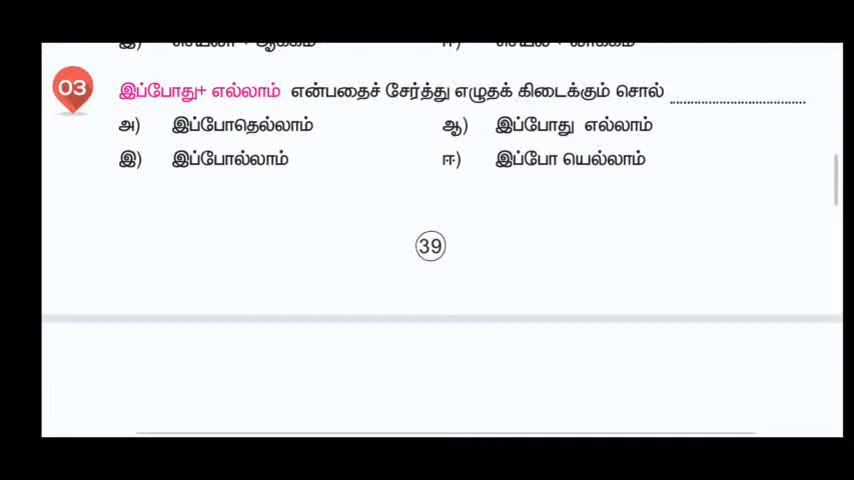 03 இப்போது+ எல்லாம் என்பதைச் சேர்த்து எழுதக் கிடைக்கும் சொல் ..........................
அ) இப்போதெல்லாம் ஆ) இப்போது எல்லாம்
இ) இப்போல்லாம் ஈ) இப்போ யெல்லாம்
39